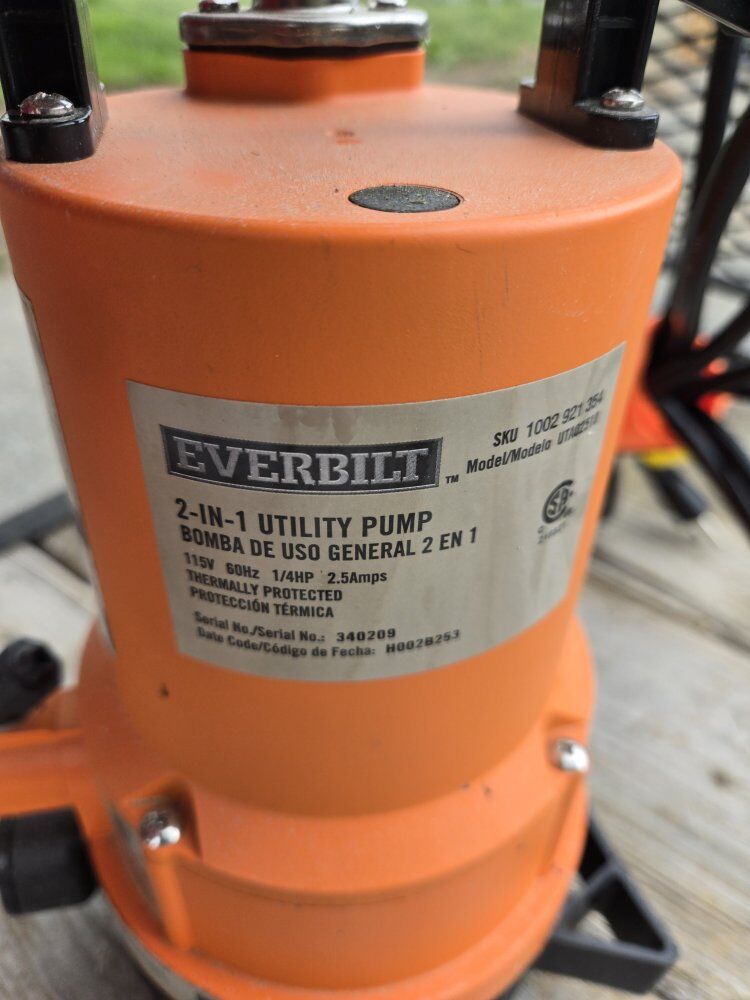 EVERBILT ™
SKU 1002 921 354
Model/Modelo
2-IN-1 UTILITY PUMP
BOMBA DE USO GENERAL 2 EN 1
115V 60Hz 1/4HP 2.5Amps
THERMALLY PROTECTED
PROTECCIÓN TÉRMICA
Serial No./Serial No.: 340209
Date Code/Código de Fecha: H002B253